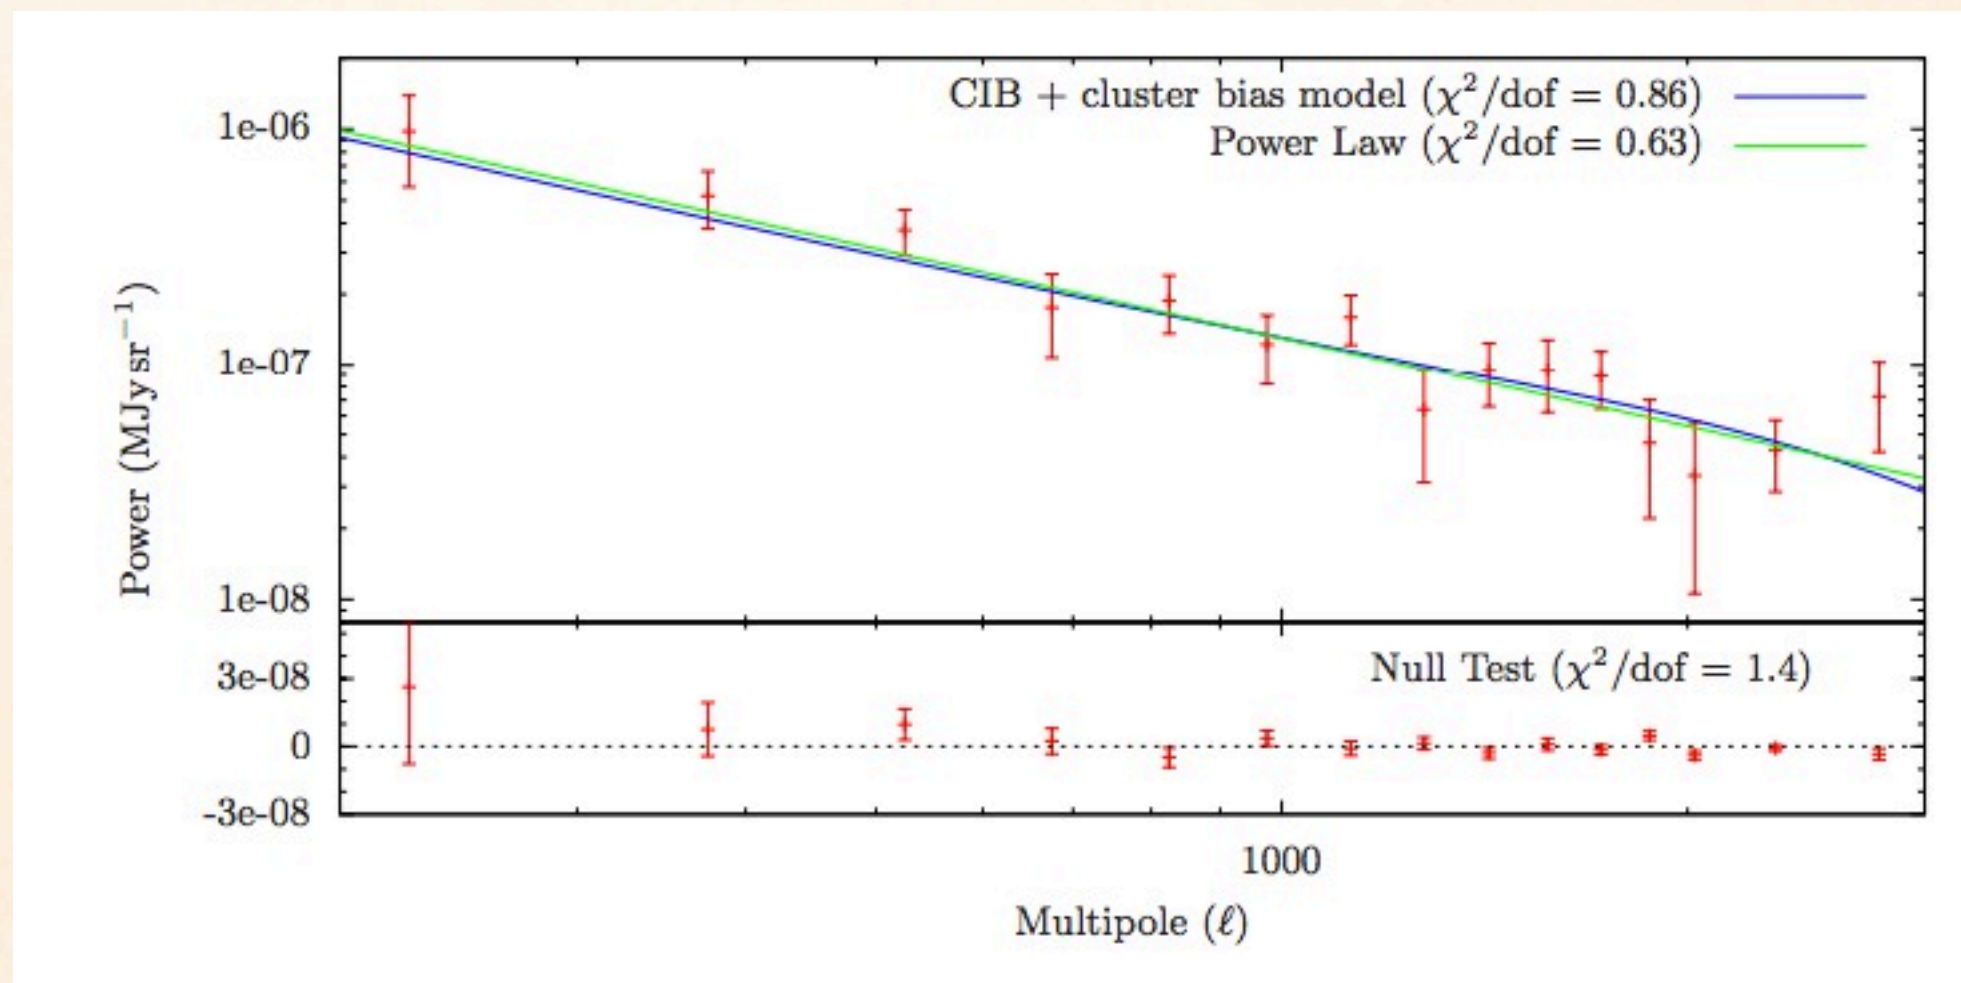 CIB + cluster bias model (χ²/dof = 0.86)
Power Law (χ²/dof = 0.63)
1e-06
1e-07
1e-08
Power (MJy sr⁻¹)
Null Test (χ²/dof = 1.4)
3e-08
0
-3e-08
1000
Multipole (ℓ)